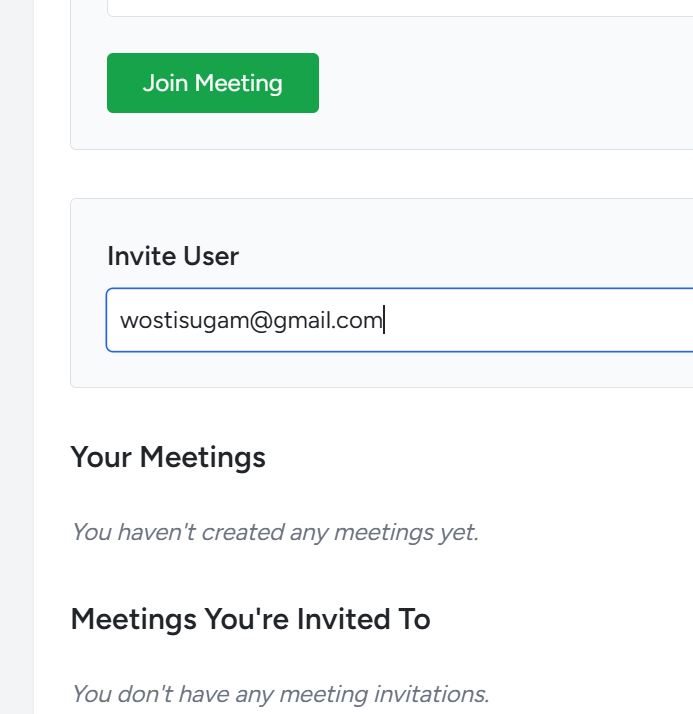 Join Meeting
Invite User
wostisugam@gmail.com
Your Meetings
You haven't created any meetings yet.
Meetings You're Invited To
You don't have any meeting invitations.